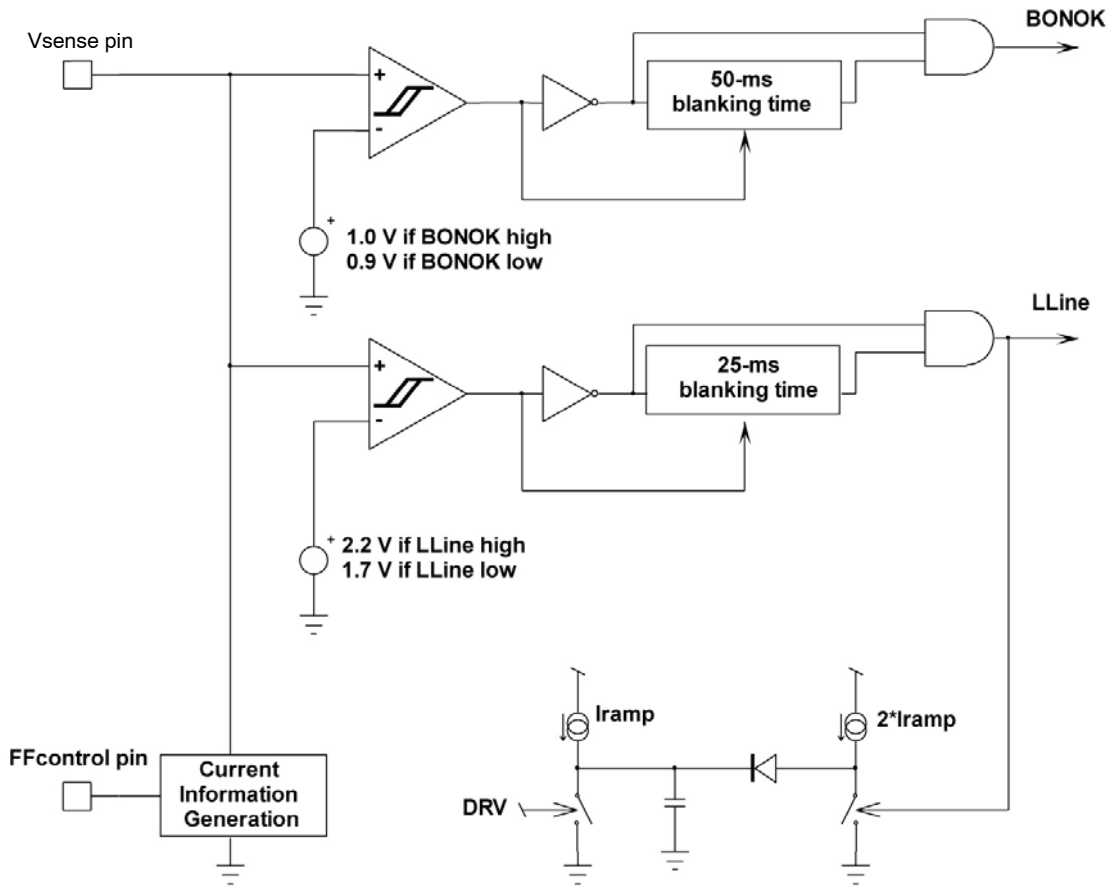 BONOK
Vsense pin
+
50-ms
blanking time
-
+
1.0 V if BONOK high
0.9 V if BONOK low
LLine
+
25-ms
blanking time
-
+
2.2 V if LLine high
1.7 V if LLine low
Iramp
2*Iramp
FFcontrol pin
Current
Information
Generation
DRV